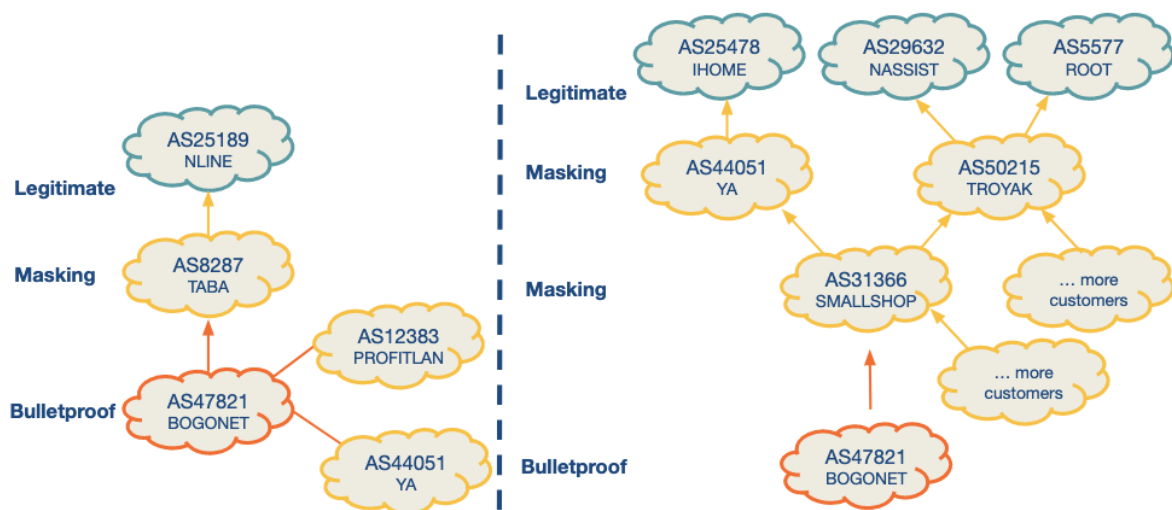 AS25189
NLINE
Legitimate
AS8287
TABA
Masking
AS12383
PROFITLAN
AS47821
BOGONET
Bulletproof
AS44051
YA
AS25478
IHOME
AS29632
NASSIST
AS5577
ROOT
Legitimate
AS44051
YA
AS50215
TROYAK
Masking
AS31366
SMALLSHOP
... more
customers
Masking
... more
customers
AS47821
BOGONET
Bulletproof